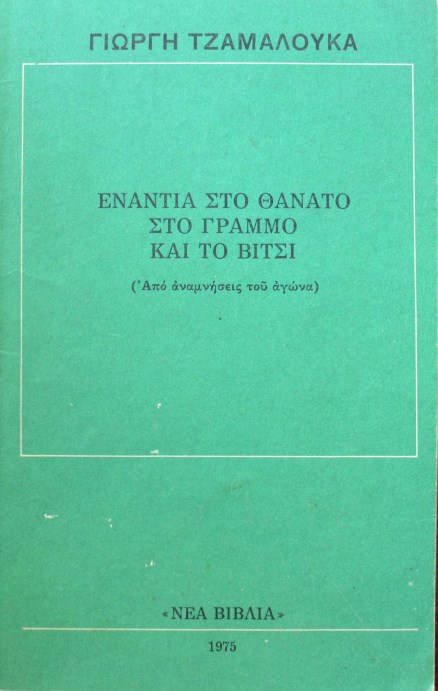 ΓΙΩΡΓΗ ΤΖΑΜΑΛΟΥΚΑ
ΕΝΑΝΤΙΑ ΣΤΟ ΘΑΝΑΤΟ
ΣΤΟ ΓΡΑΜΜΟ
ΚΑΙ ΤΟ ΒΙΤΣΙ
(Ἀπό ἀναμνήσεις τοῦ ἀγώνα)
«ΝΕΑ ΒΙΒΛΙΑ»
1975